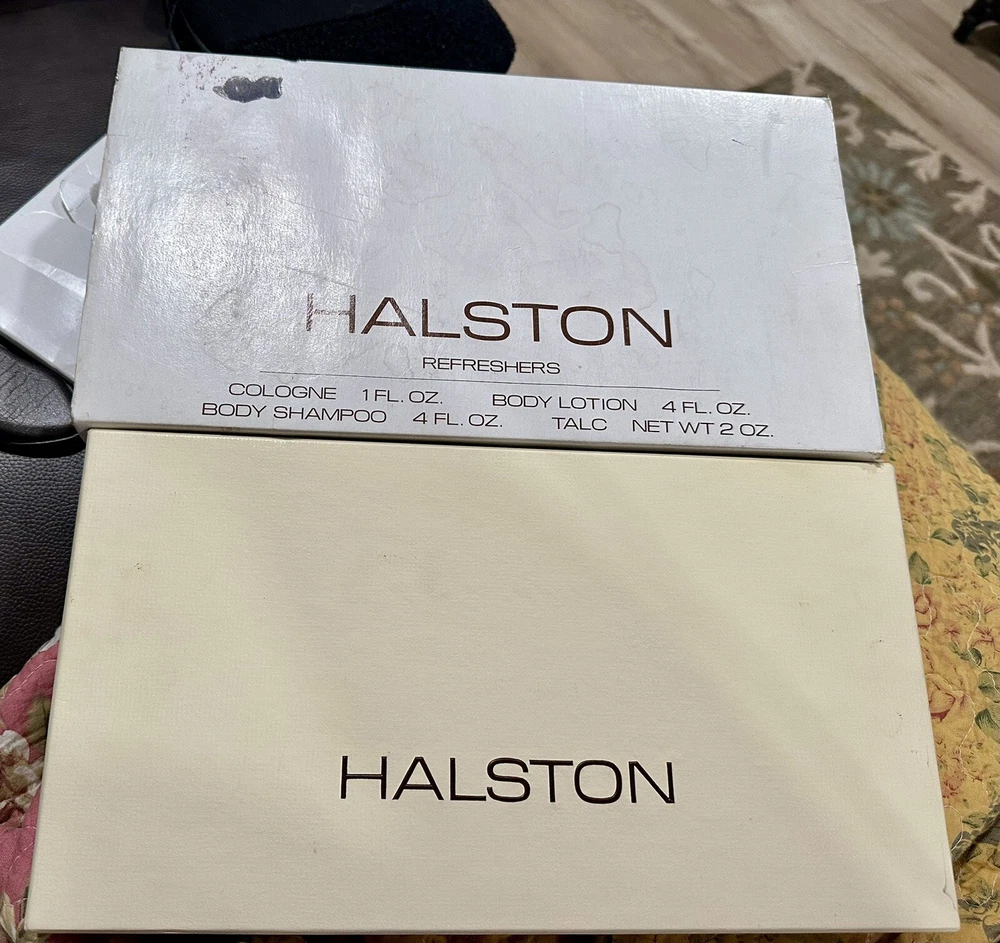 HALSTON
REFRESHERS
COLOGNE 1 FL. OZ. BODY LOTION 4 FL. OZ.
BODY SHAMPOO 4 FL. OZ. TALC NET WT 2 OZ.
HALSTON